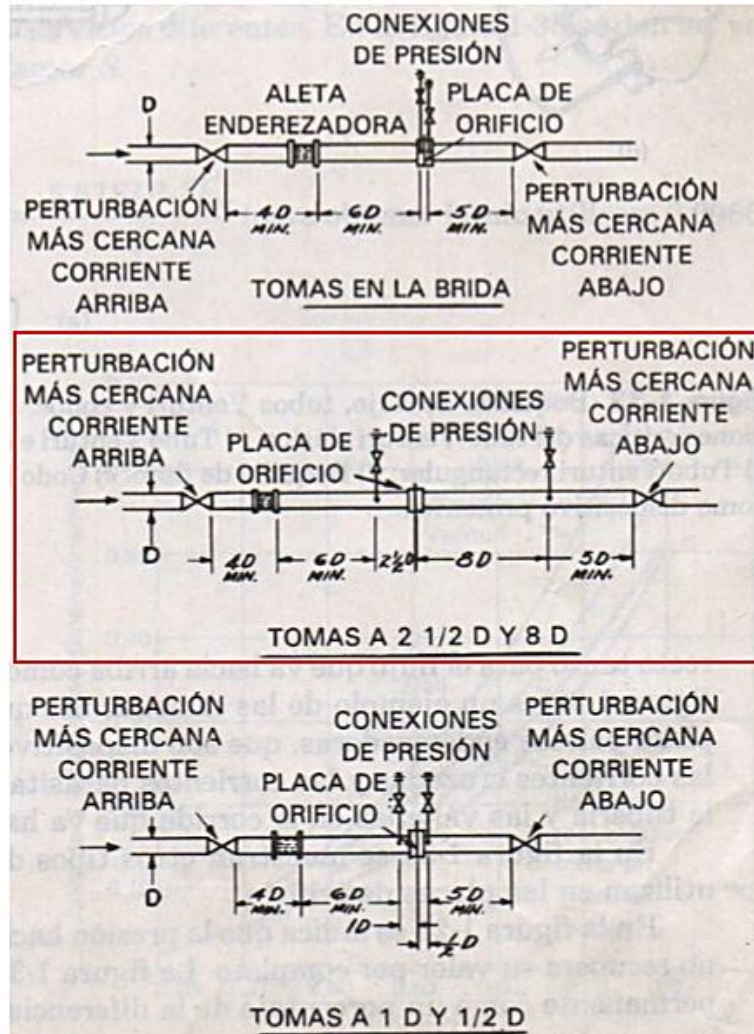 CONEXIONES
DE PRESIÓN
D
ALETA
ENDEREZADORA
PLACA DE
ORIFICIO
PERTURBACIÓN
MÁS CERCANA
CORRIENTE
ARRIBA
4D
MIN.
6D
MIN.
5D
MIN.
PERTURBACIÓN
MÁS CERCANA
CORRIENTE
ABAJO
TOMAS EN LA BRIDA
PERTURBACIÓN
MÁS CERCANA
CORRIENTE
ARRIBA
PLACA DE
ORIFICIO
CONEXIONES
DE PRESIÓN
PERTURBACIÓN
MÁS CERCANA
CORRIENTE
ABAJO
D
4D
MIN.
6D
MIN.
2½D
8D
5D
MIN.
TOMAS A 2 1/2 D Y 8 D
PERTURBACIÓN
MÁS CERCANA
CORRIENTE
ARRIBA
CONEXIONES
DE PRESIÓN
PLACA DE
ORIFICIO
PERTURBACIÓN
MÁS CERCANA
CORRIENTE
ABAJO
D
4D
MIN.
6D
MIN.
5D
MIN.
1D
½D
TOMAS A 1 D Y 1/2 D